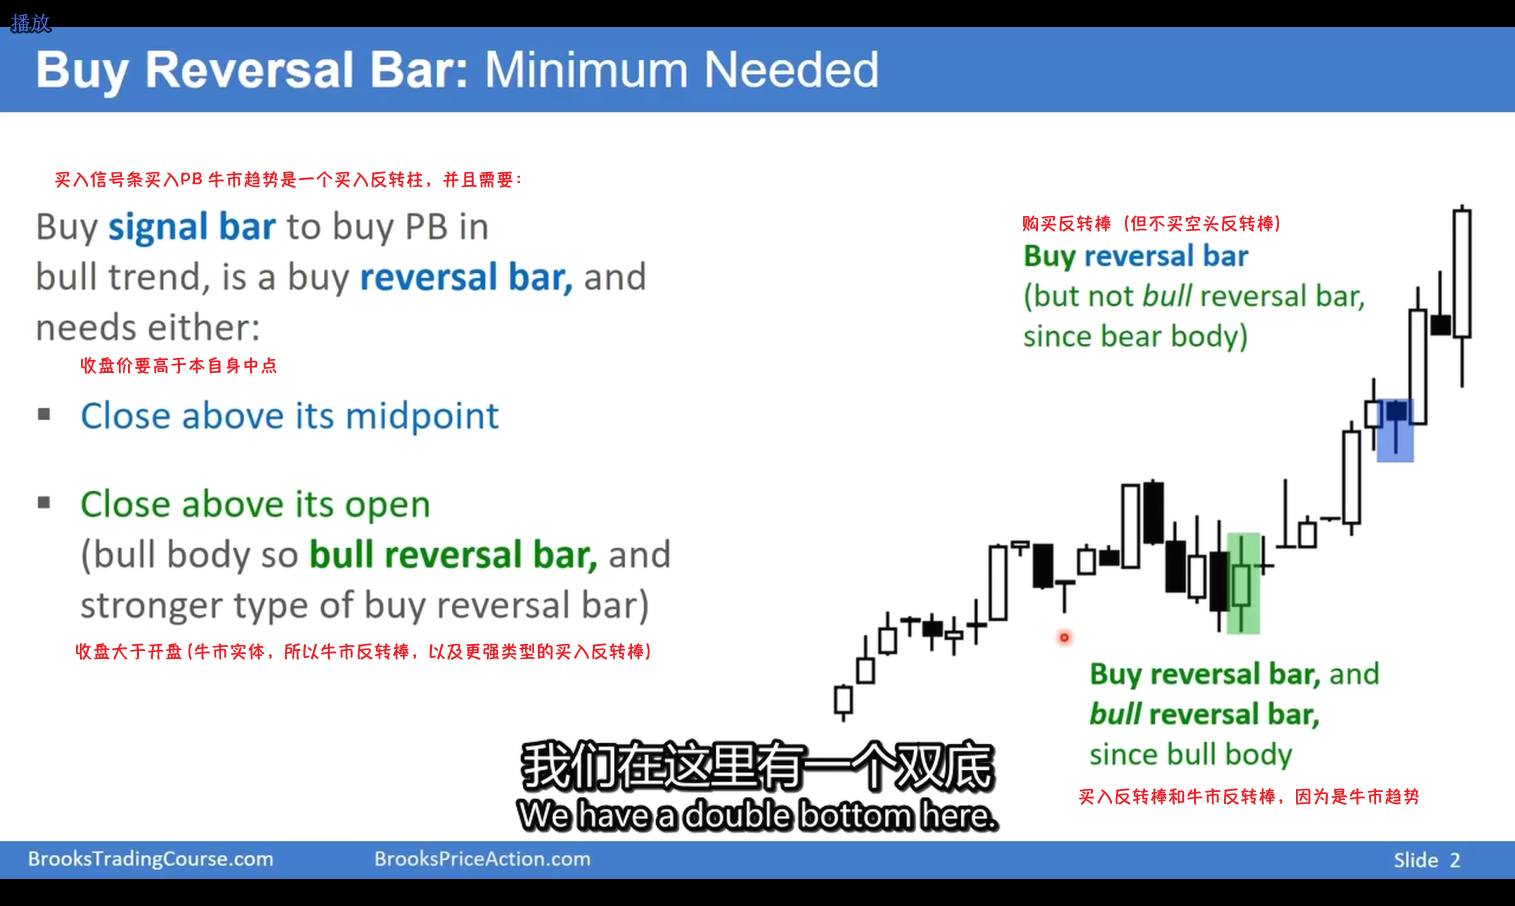 播放
Buy Reversal Bar: Minimum Needed
买入信号条买入PB 牛市趋势是一个买入反转柱，并且需要：
Buy signal bar to buy PB in
bull trend, is a buy reversal bar, and
needs either:
收盘价要高于本自身中点
▪ Close above its midpoint
▪ Close above its open
(bull body so bull reversal bar, and
stronger type of buy reversal bar)
收盘大于开盘(牛市实体，所以牛市反转棒，以及更强类型的买入反转棒)
购买反转棒（但不买空头反转棒）
Buy reversal bar
(but not bull reversal bar,
since bear body)
Buy reversal bar, and
bull reversal bar,
since bull body
买入反转棒和牛市反转棒，因为是牛市趋势
我们在这里有一个双底
We have a double bottom here.
BrooksTradingCourse.com
BrooksPriceAction.com
Slide 2